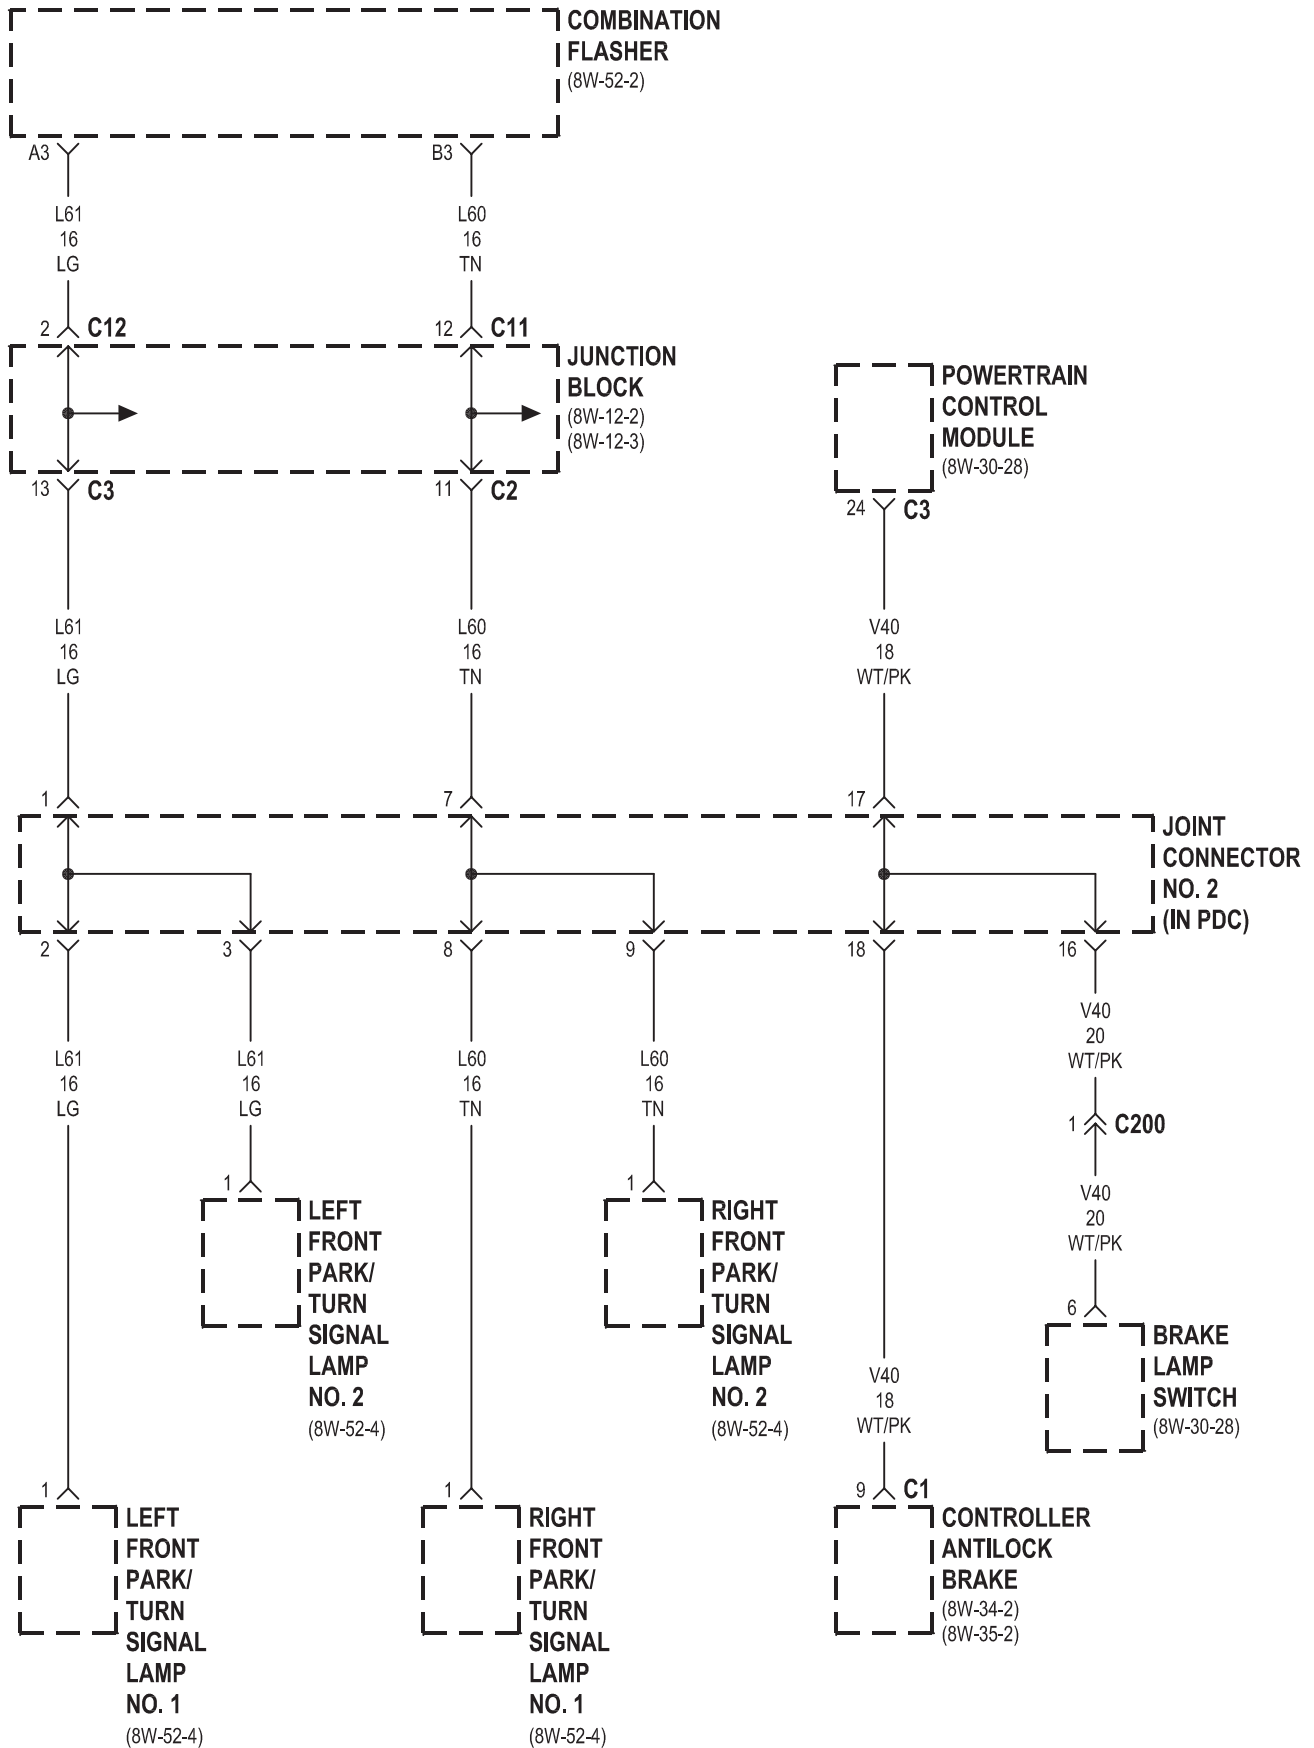 COMBINATION
FLASHER
(8W-52-2)
A3
B3
L61
16
LG
L60
16
TN
2 C12
12 C11
JUNCTION
BLOCK
(8W-12-2)
(8W-12-3)
POWERTRAIN
CONTROL
MODULE
(8W-30-28)
13 C3
11 C2
24 C3
L61
16
LG
L60
16
TN
V40
18
WT/PK
1
7
17
JOINT
CONNECTOR
NO. 2
(IN PDC)
2
3
8
9
18
16
V40
20
WT/PK
L61
16
LG
L61
16
LG
L60
16
TN
L60
16
TN
1 C200
1
LEFT
FRONT
PARK/
TURN
SIGNAL
LAMP
NO. 2
(8W-52-4)
1
RIGHT
FRONT
PARK/
TURN
SIGNAL
LAMP
NO. 2
(8W-52-4)
V40
20
WT/PK
6
BRAKE
LAMP
SWITCH
(8W-30-28)
V40
18
WT/PK
1
LEFT
FRONT
PARK/
TURN
SIGNAL
LAMP
NO. 1
(8W-52-4)
1
RIGHT
FRONT
PARK/
TURN
SIGNAL
LAMP
NO. 1
(8W-52-4)
9 C1
CONTROLLER
ANTILOCK
BRAKE
(8W-34-2)
(8W-35-2)